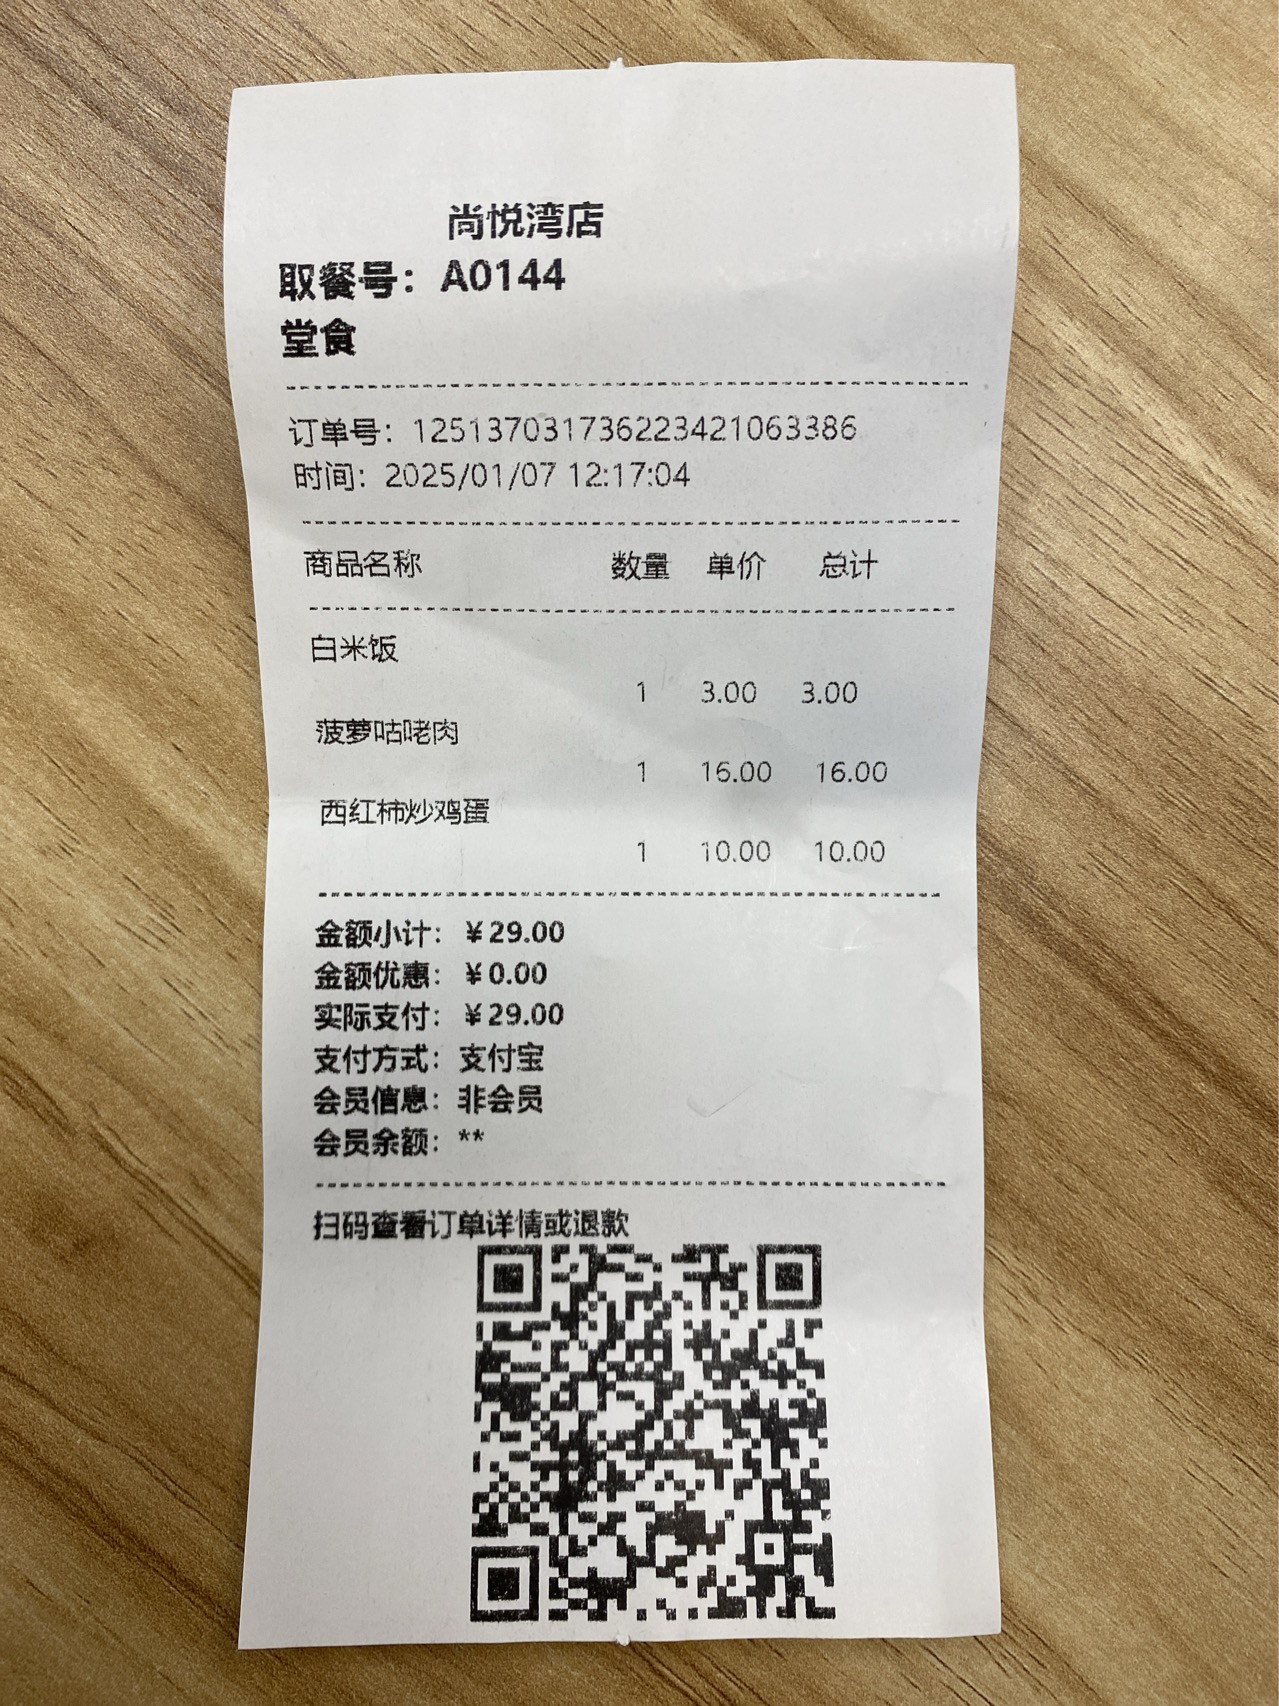 尚悦湾店
取餐号：A0144
堂食
订单号：1251370317362234210​63386
时间：2025/01/07 12:17:04
商品名称 数量 单价 总计
白米饭
1 3.00 3.00
菠萝咕咾肉
1 16.00 16.00
西红柿炒鸡蛋
1 10.00 10.00
金额小计：￥29.00
金额优惠：￥0.00
实际支付：￥29.00
支付方式：支付宝
会员信息：非会员
会员余额：**
扫码查看订单详情或退款